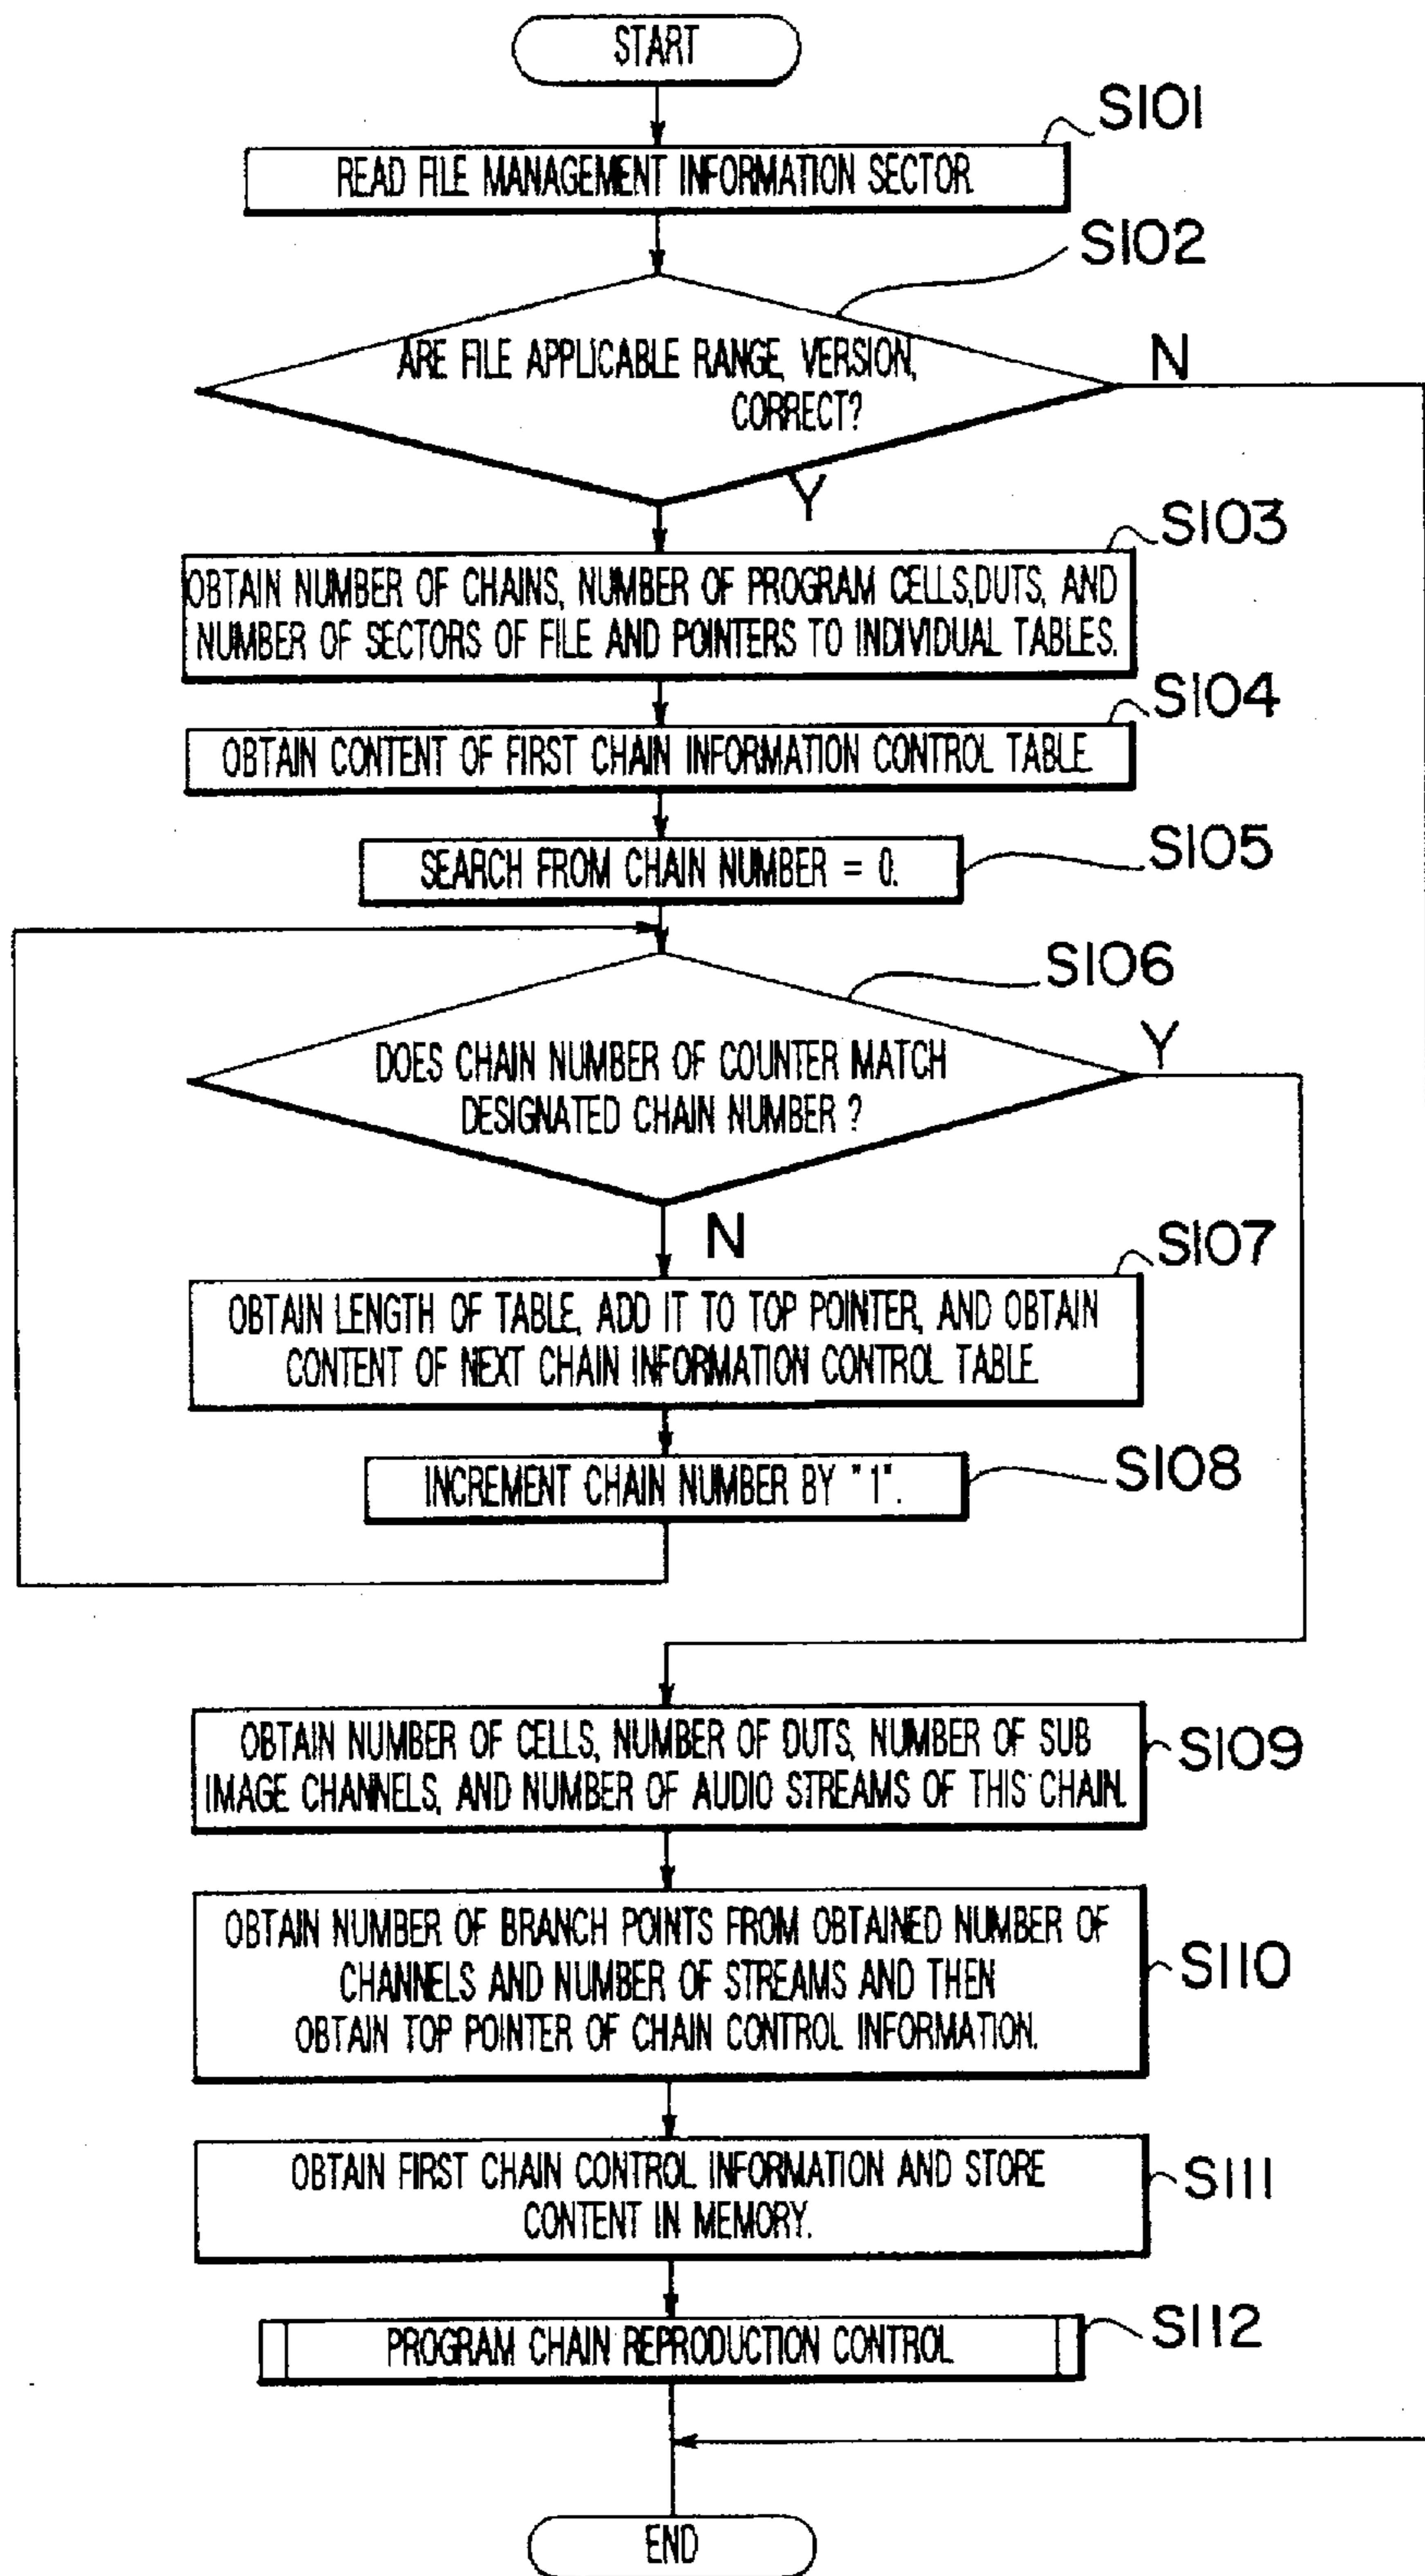 START
S101
READ FILE MANAGEMENT INFORMATION SECTOR.
S102
ARE FILE APPLICABLE RANGE, VERSION,
CORRECT?
N
Y
S103
OBTAIN NUMBER OF CHAINS, NUMBER OF PROGRAM CELLS,DUTS, AND
NUMBER OF SECTORS OF FILE AND POINTERS TO INDIVIDUAL TABLES.
S104
OBTAIN CONTENT OF FIRST CHAIN INFORMATION CONTROL TABLE.
S105
SEARCH FROM CHAIN NUMBER = 0.
S106
DOES CHAIN NUMBER OF COUNTER MATCH
DESIGNATED CHAIN NUMBER ?
Y
N
S107
OBTAIN LENGTH OF TABLE, ADD IT TO TOP POINTER, AND OBTAIN
CONTENT OF NEXT CHAIN INFORMATION CONTROL TABLE.
S108
INCREMENT CHAIN NUMBER BY "1".
S109
OBTAIN NUMBER OF CELLS, NUMBER OF DUTS, NUMBER OF SUB
IMAGE CHANNELS, AND NUMBER OF AUDIO STREAMS OF THIS CHAIN.
S110
OBTAIN NUMBER OF BRANCH POINTS FROM OBTAINED NUMBER OF
CHANNELS AND NUMBER OF STREAMS AND THEN
OBTAIN TOP POINTER OF CHAIN CONTROL INFORMATION.
S111
OBTAIN FIRST CHAIN CONTROL INFORMATION AND STORE
CONTENT IN MEMORY.
S112
PROGRAM CHAIN REPRODUCTION CONTROL
END